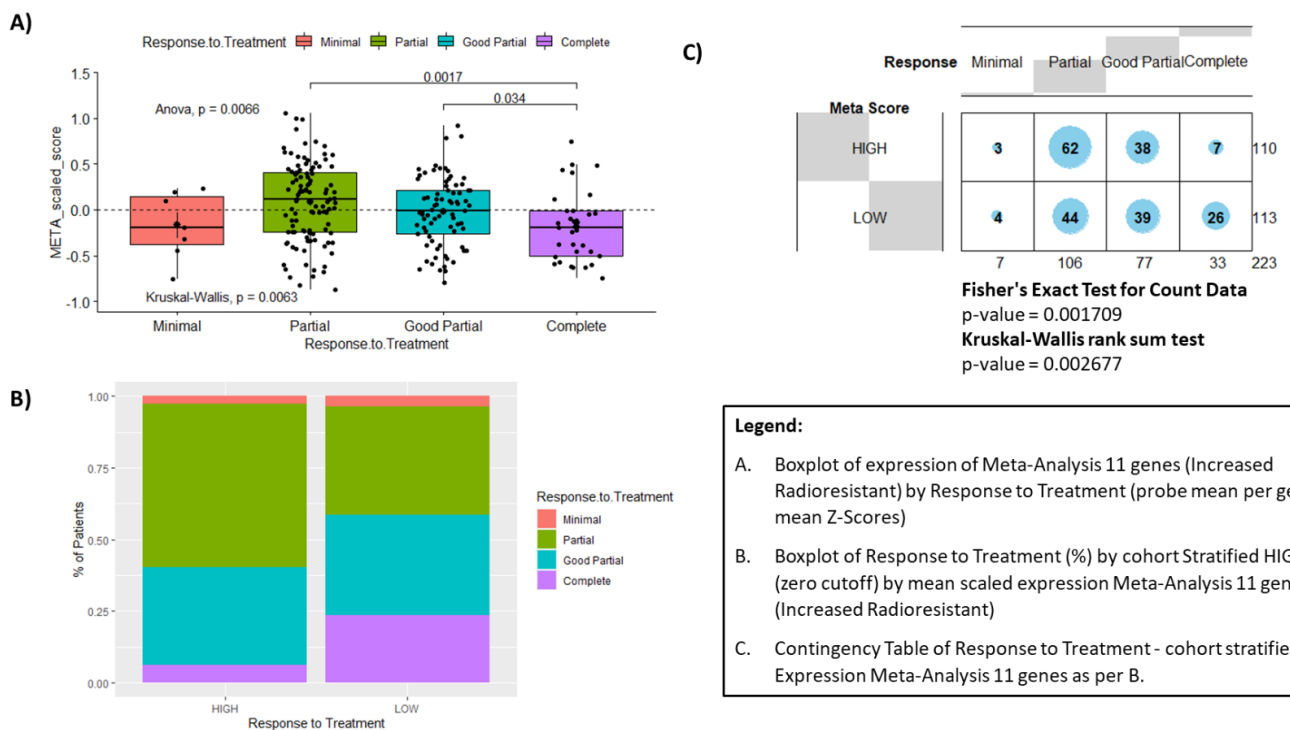 A)
Response.to.Treatment Minimal Partial Good Partial Complete
META_scaled_score
1.5
1.0
0.5
0.0
-0.5
-1.0
0.0017
0.034
Anova, p = 0.0066
Kruskal-Wallis, p = 0.0063
Minimal Partial Good Partial Complete
Response.to.Treatment
B)
% of Patients
1.00
0.75
0.50
0.25
0.00
HIGH LOW
Response to Treatment
Response.to.Treatment
Minimal
Partial
Good Partial
Complete
C)
Response Minimal Partial Good Partial Complete
Meta Score
HIGH 3 62 38 7 110
LOW 4 44 39 26 113
7 106 77 33 223
Fisher's Exact Test for Count Data
p-value = 0.001709
Kruskal-Wallis rank sum test
p-value = 0.002677
Legend:
A. Boxplot of expression of Meta-Analysis 11 genes (Increased
Radioresistant) by Response to Treatment (probe mean per
mean Z-Scores)
B. Boxplot of Response to Treatment (%) by cohort Stratified
(zero cutoff) by mean scaled expression Meta-Analysis 11
(Increased Radioresistant)
C. Contingency Table of Response to Treatment - cohort
Expression Meta-Analysis 11 genes as per B.